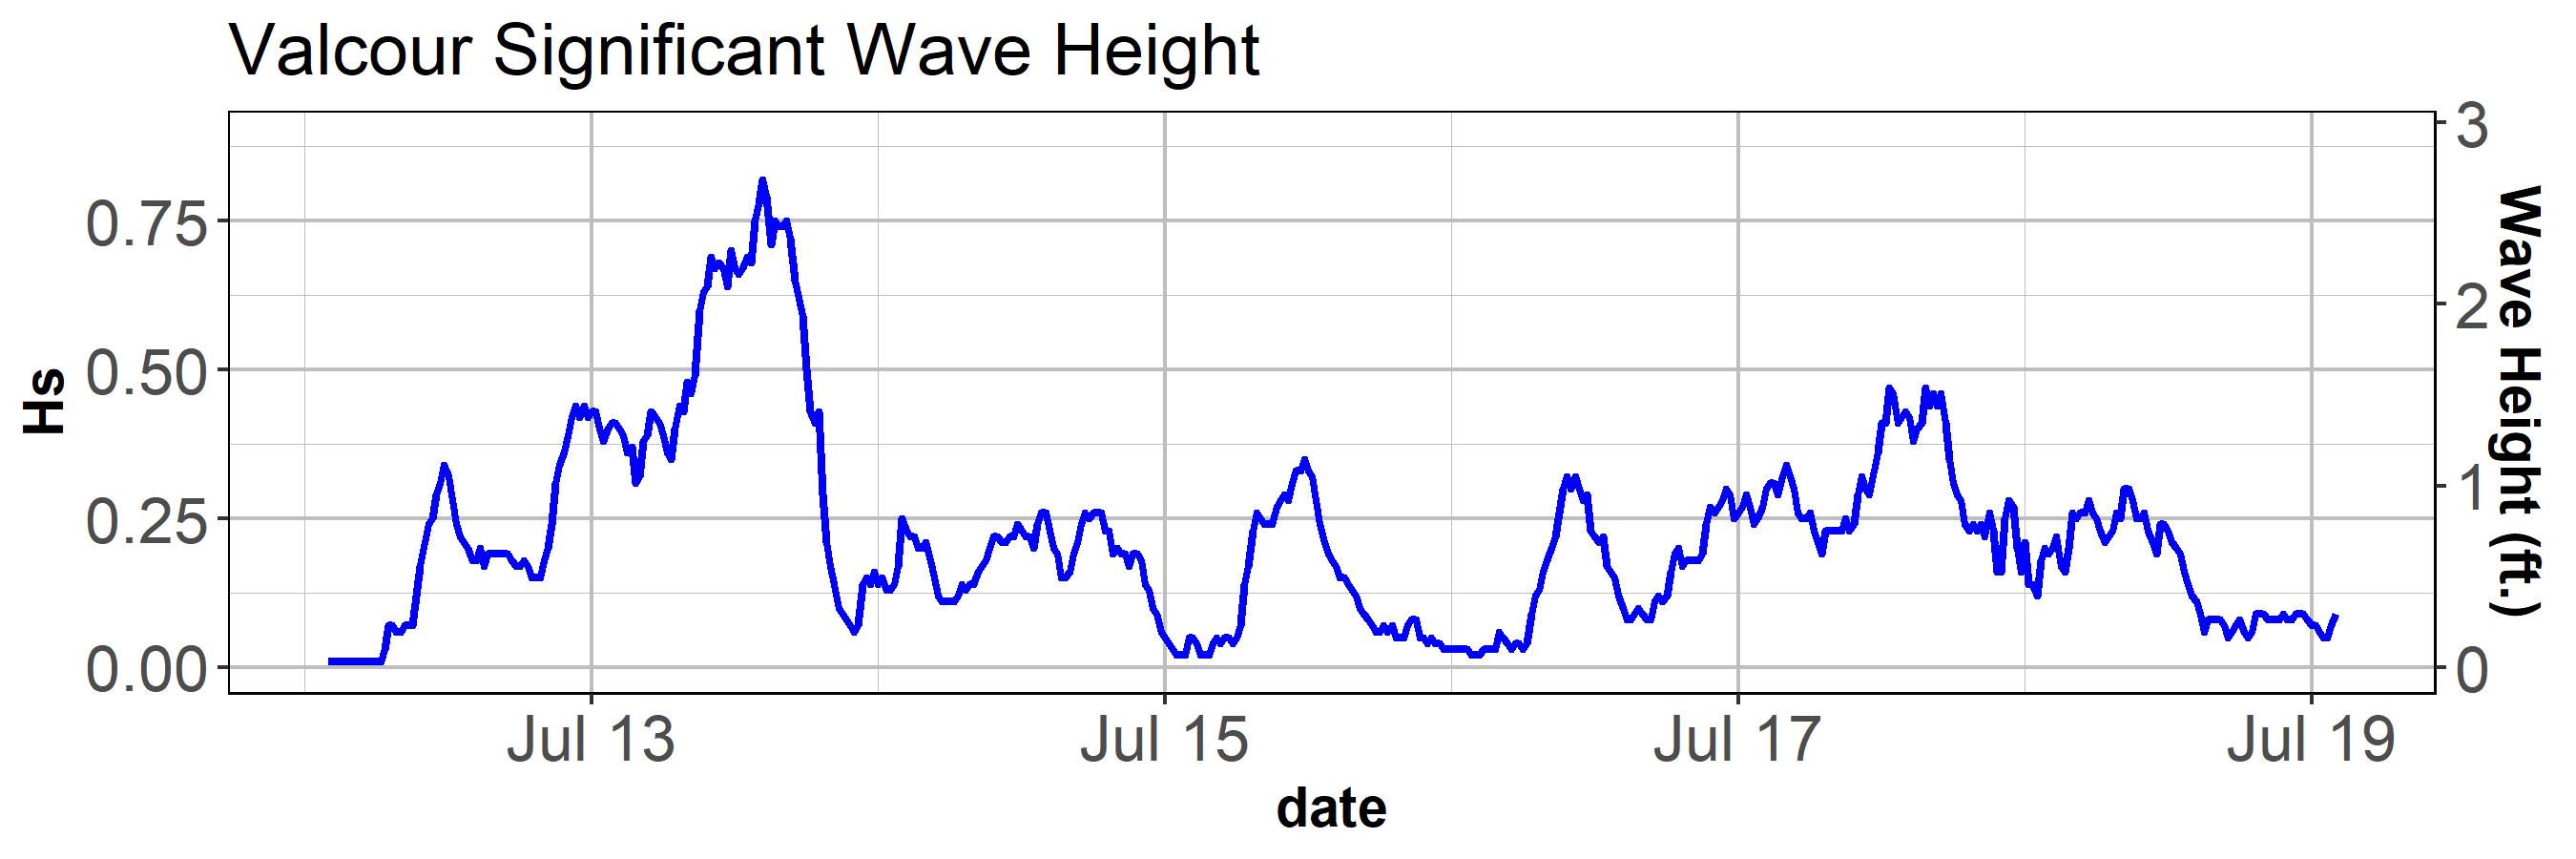 Valcour Significant Wave Height
Hs
0.75
0.50
0.25
0.00
3
2
1
0
Wave Height (ft.)
Jul 13
Jul 15
Jul 17
Jul 19
date